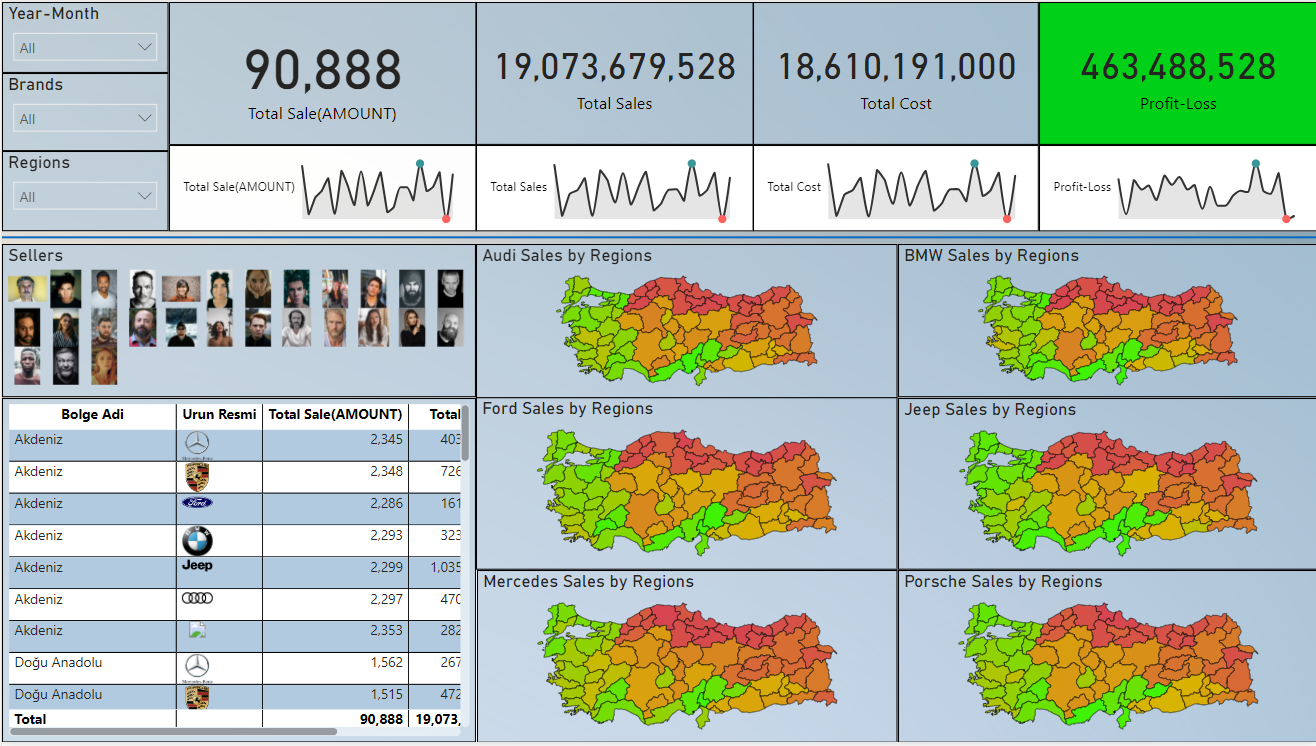 Year-Month
All
Brands
All
Regions
All
90,888
Total Sale(AMOUNT)
19,073,679,528
Total Sales
18,610,191,000
Total Cost
463,488,528
Profit-Loss
Total Sale(AMOUNT)
Total Sales
Total Cost
Profit-Loss
Sellers
Audi Sales by Regions
BMW Sales by Regions
Ford Sales by Regions
Jeep Sales by Regions
Mercedes Sales by Regions
Porsche Sales by Regions
Bolge Adi Urun Resmi Total Sale(AMOUNT) Total
Akdeniz Mercedes-Benz 2,345 403
Akdeniz 2,348 726
Akdeniz Ford 2,286 161
Akdeniz 2,293 323
Akdeniz Jeep 2,299 1,035
Akdeniz 2,297 470
Akdeniz 2,353 282
Doğu Anadolu Mercedes-Benz 1,562 267
Doğu Anadolu 1,515 472
Total 90,888 19,073,